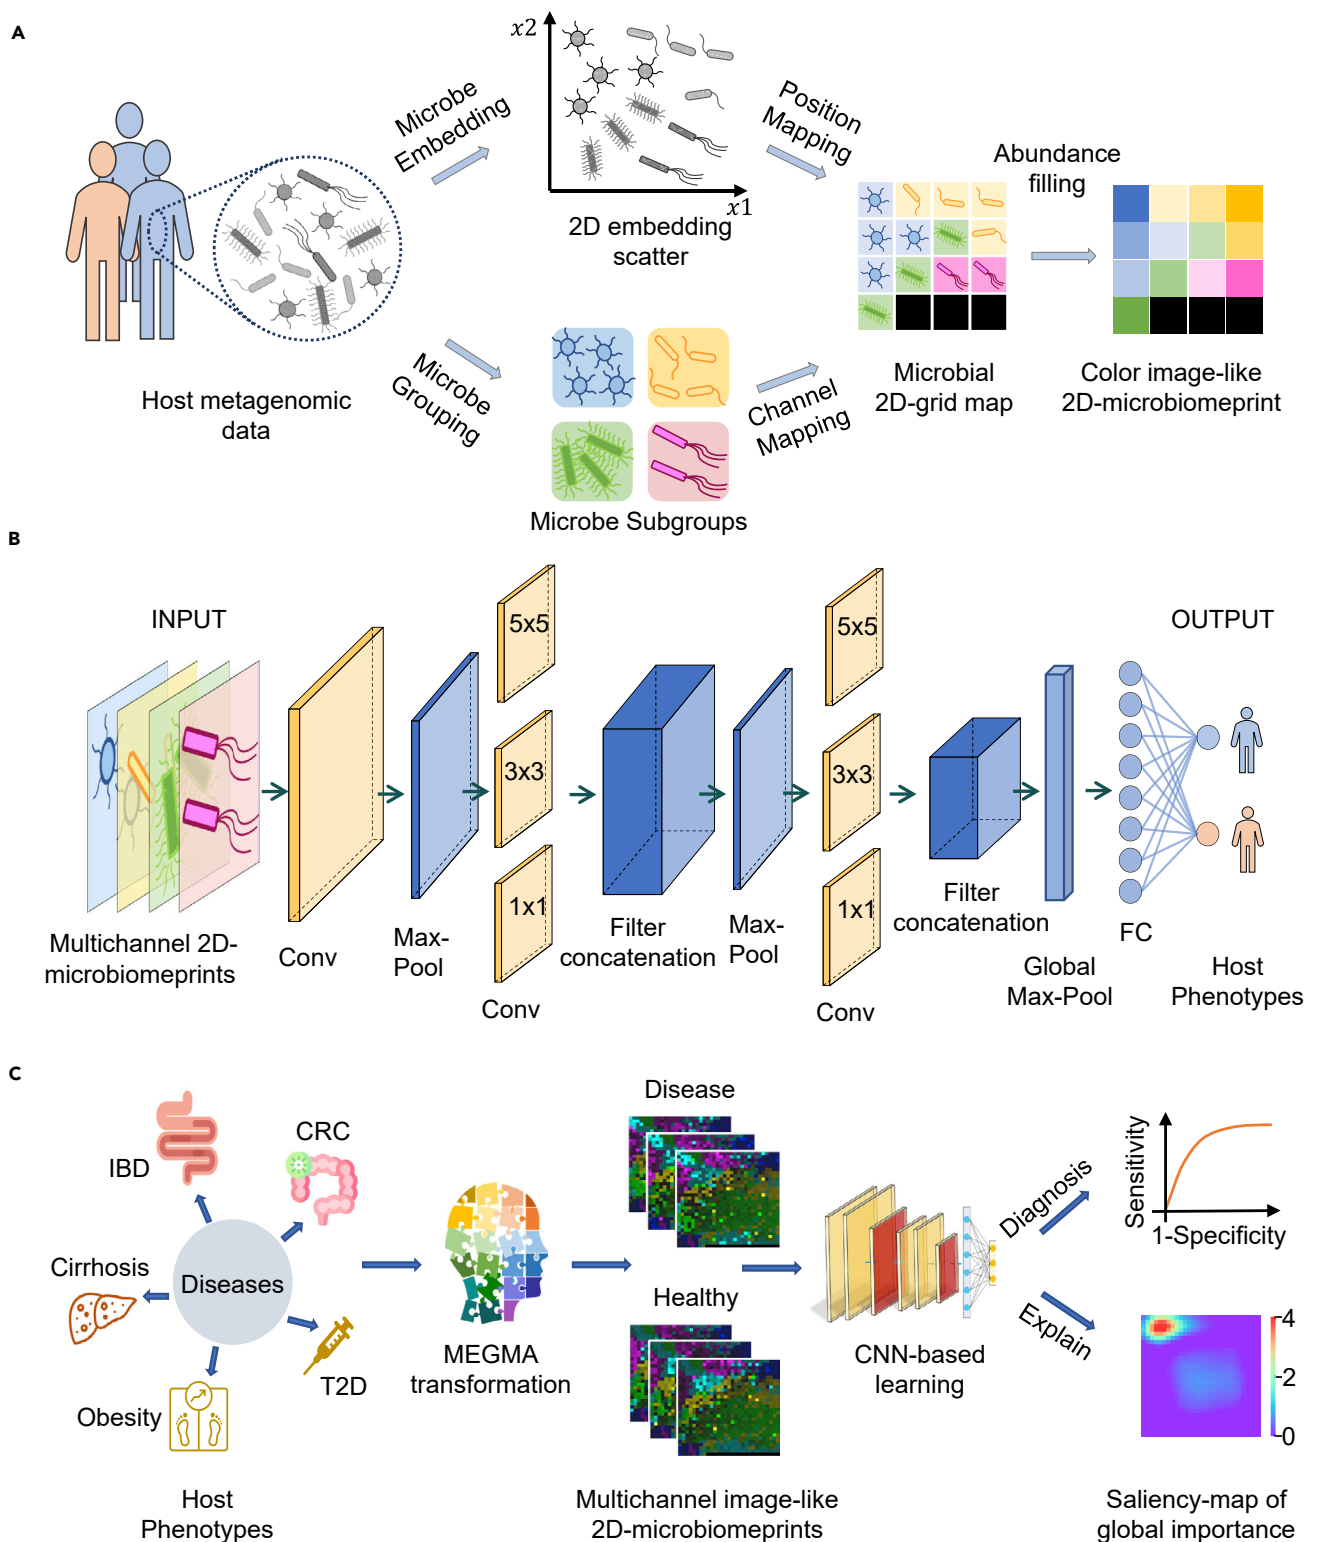 A
Microbe
Embedding
x2
x1
2D embedding
scatter
Position
Mapping
Abundance
filling
Host metagenomic
data
Microbe
Grouping
Microbe Subgroups
Channel
Mapping
Microbial
2D-grid map
Color image-like
2D-microbiomeprint
B
INPUT
OUTPUT
5x5
3x3
1x1
5x5
3x3
1x1
Multichannel 2D-
microbiomeprints
Conv
Max-
Pool
Conv
Filter
concatenation
Max-
Pool
Conv
Filter
concatenation
Global
Max-Pool
FC
Host
Phenotypes
C
IBD
CRC
Cirrhosis
Diseases
T2D
Obesity
Host
Phenotypes
MEGMA
transformation
Disease
Healthy
Multichannel image-like
2D-microbiomeprints
CNN-based
learning
Diagnosis
Explain
Sensitivity
1-Specificity
4
2
0
Saliency-map of
global importance